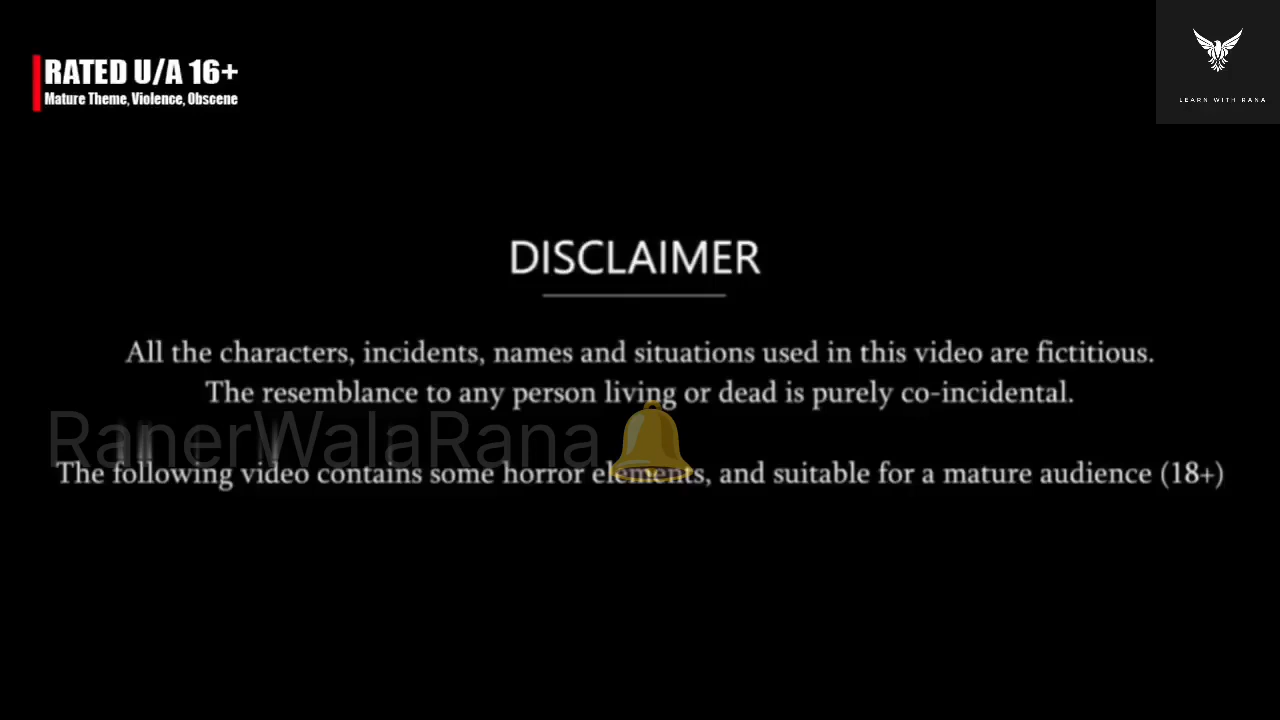 RATED U/A 16+
Mature Theme, Violence, Obscene
LEARN WITH RANA
DISCLAIMER
All the characters, incidents, names and situations used in this video are fictitious.
The resemblance to any person living or dead is purely co-incidental.
RanerWalaRana
The following video contains some horror elements, and suitable for a mature audience (18+)